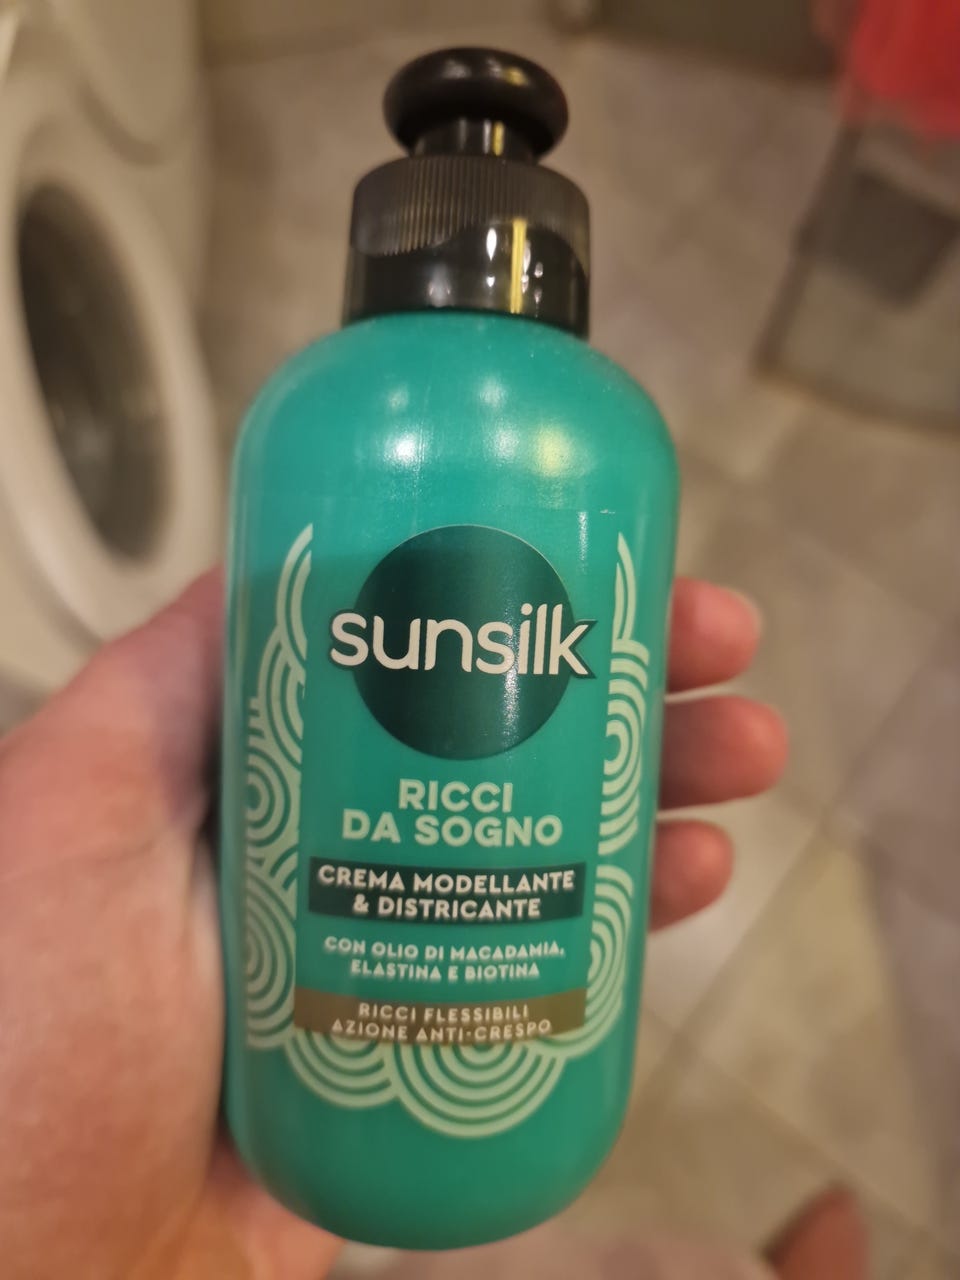 sunsilk
RICCI
DA SOGNO
CREMA MODELLANTE
& DISTRICANTE
CON OLIO DI MACADAMIA,
ELASTINA E BIOTINA
RICCI FLESSIBILI
AZIONE ANTI-CRESPO